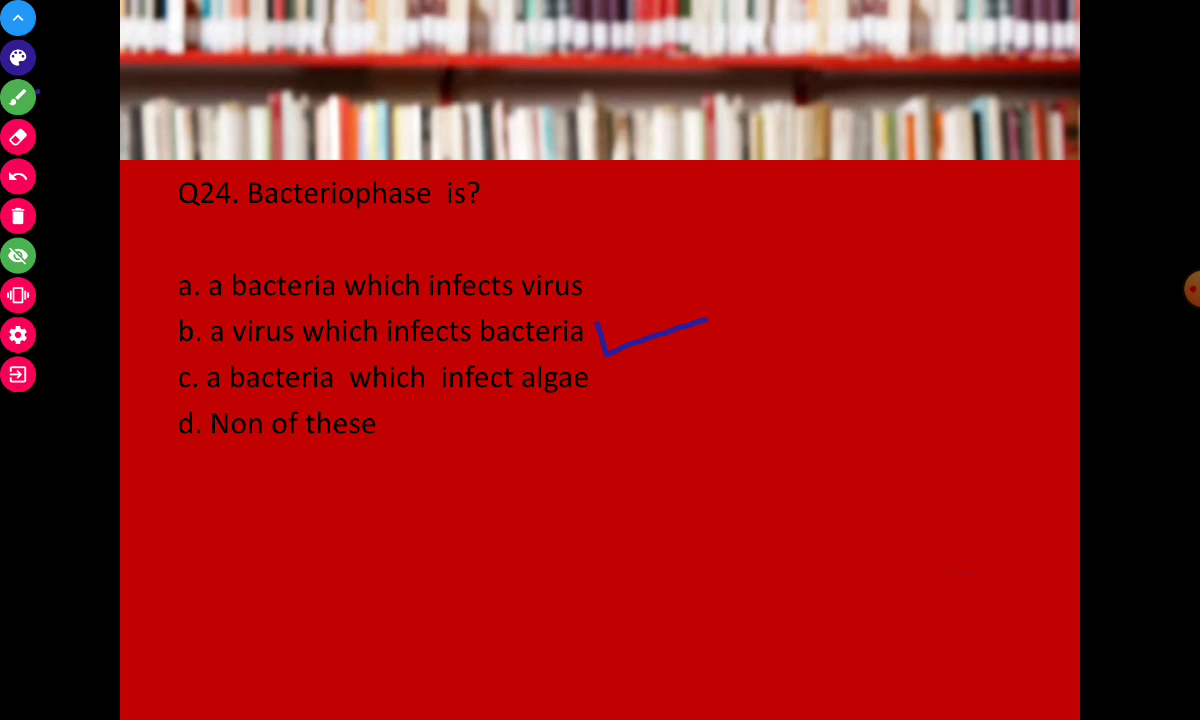 Q24. Bacteriophase is?
a. a bacteria which infects virus
b. a virus which infects bacteria
c. a bacteria which infect algae
d. Non of these